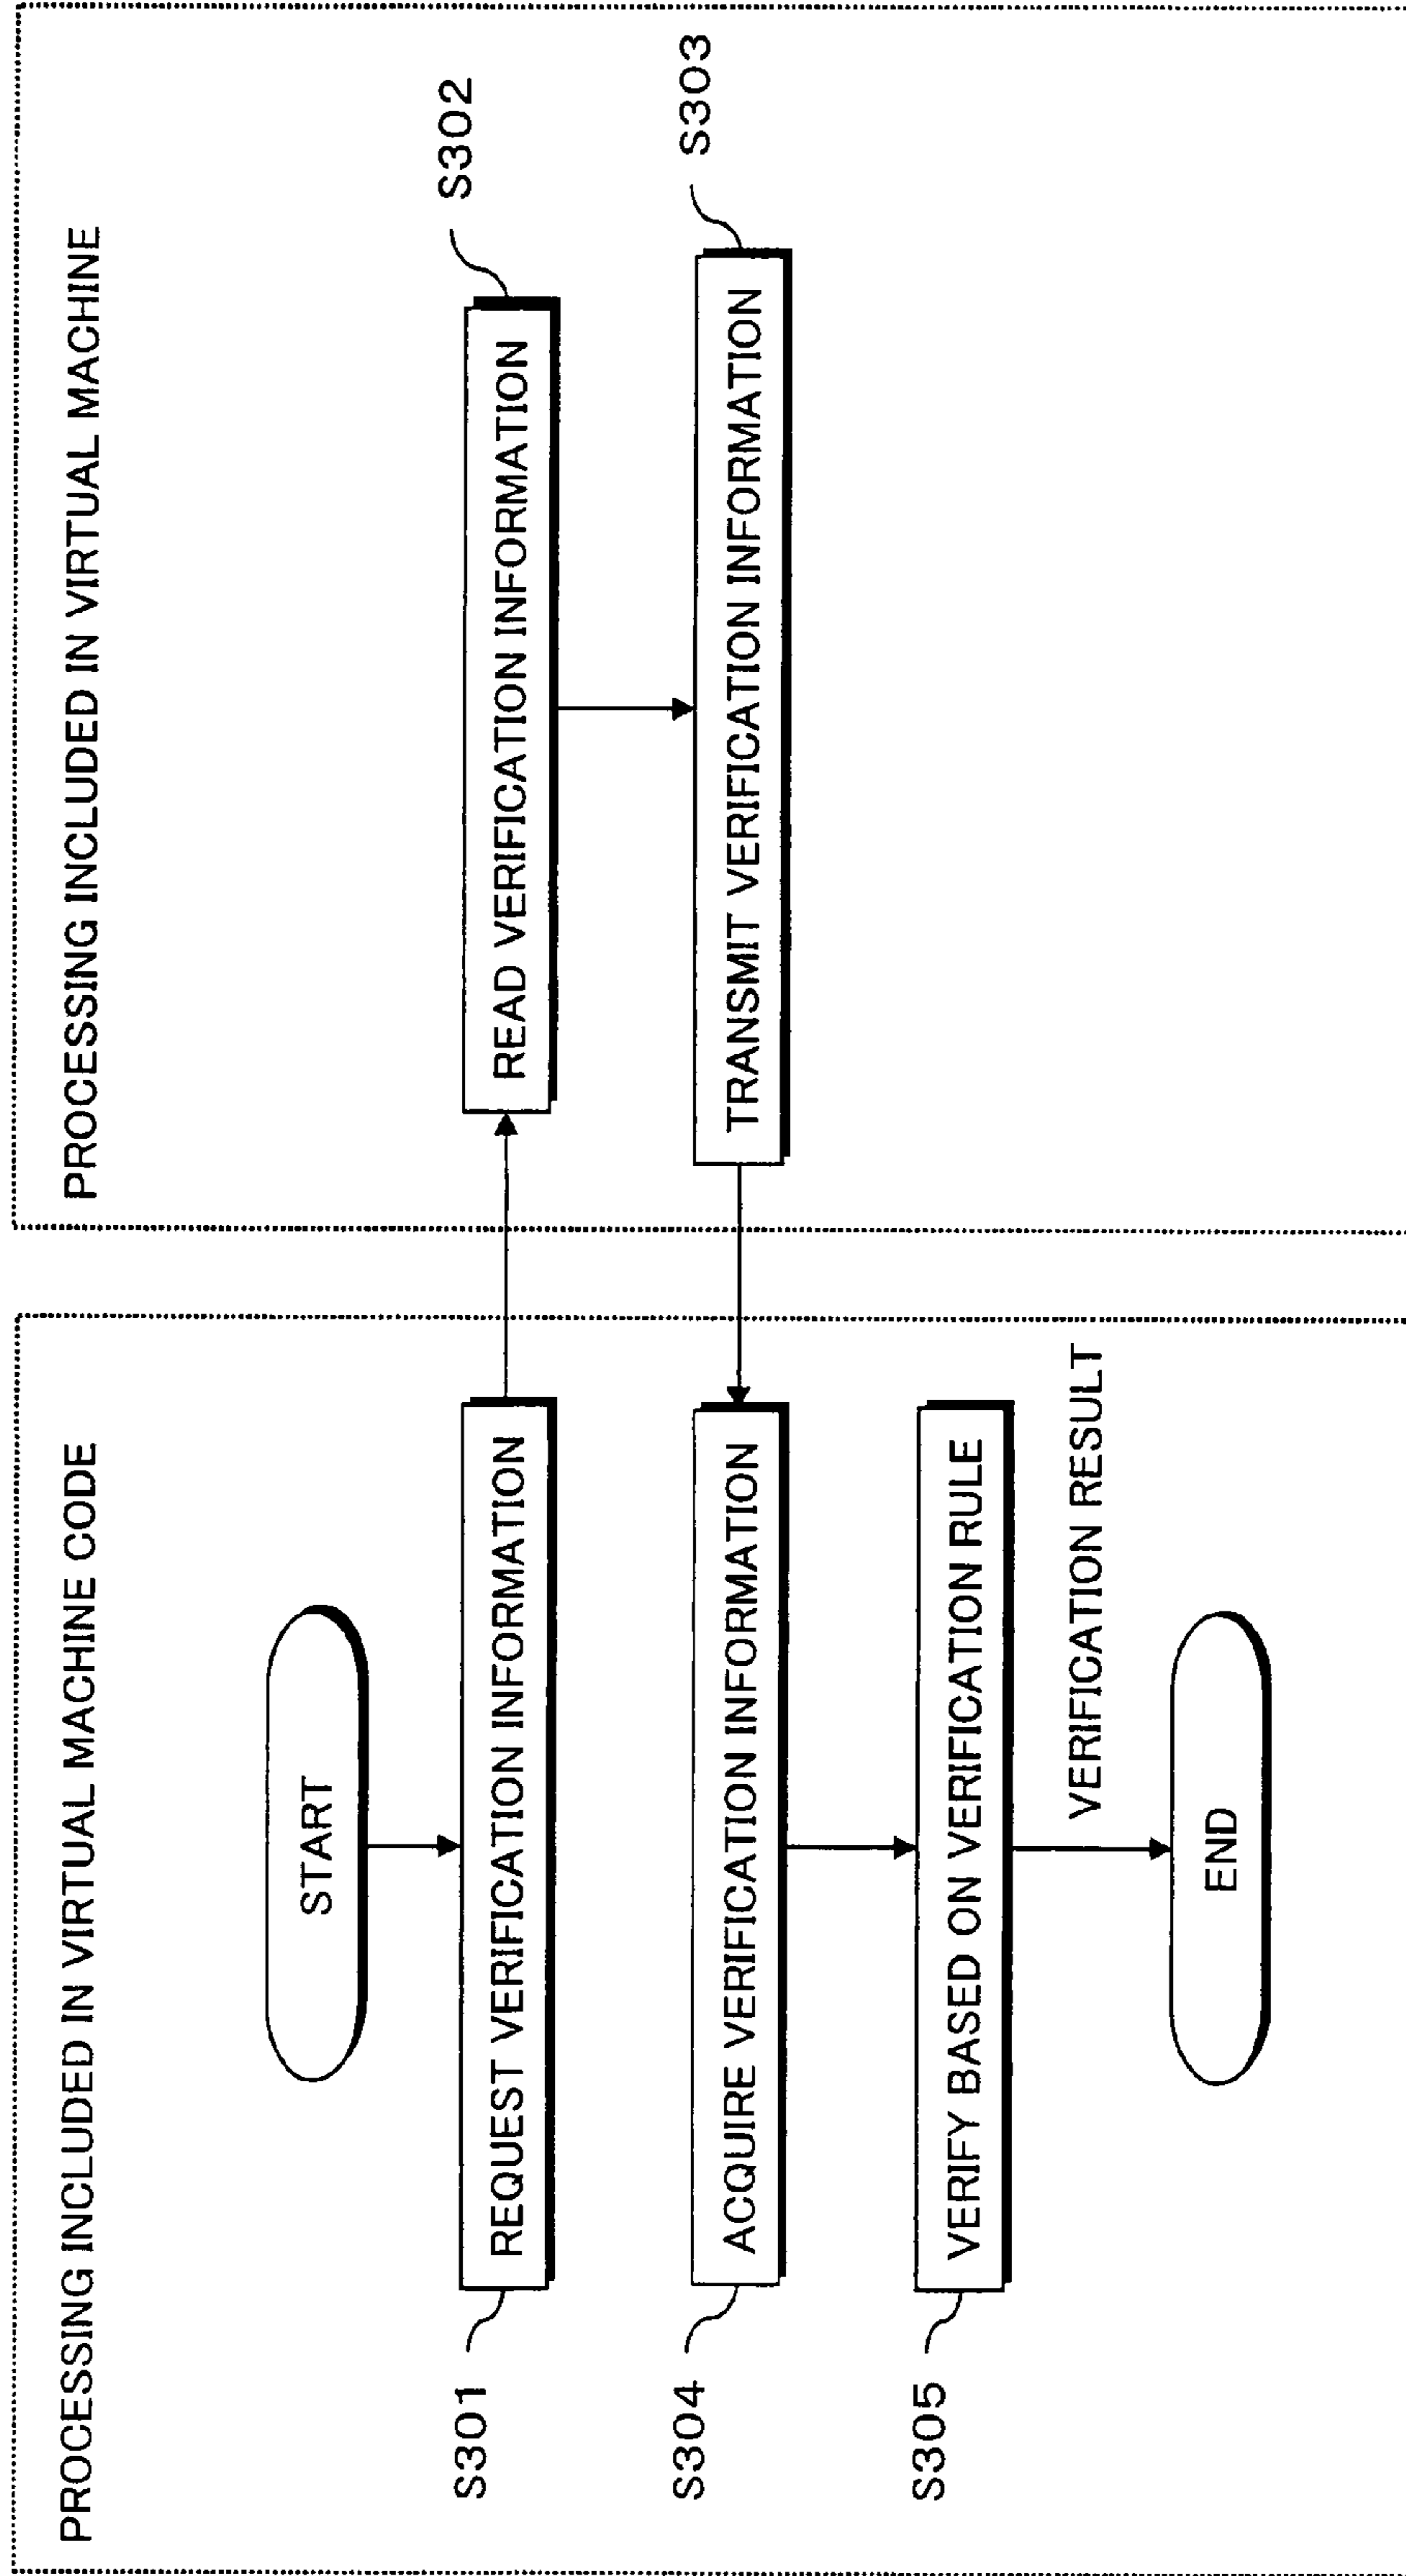 PROCESSING INCLUDED IN VIRTUAL MACHINE CODE
START
S301
REQUEST VERIFICATION INFORMATION
S304
ACQUIRE VERIFICATION INFORMATION
S305
VERIFY BASED ON VERIFICATION RULE
VERIFICATION RESULT
END
PROCESSING INCLUDED IN VIRTUAL MACHINE
READ VERIFICATION INFORMATION
S302
TRANSMIT VERIFICATION INFORMATION
S303